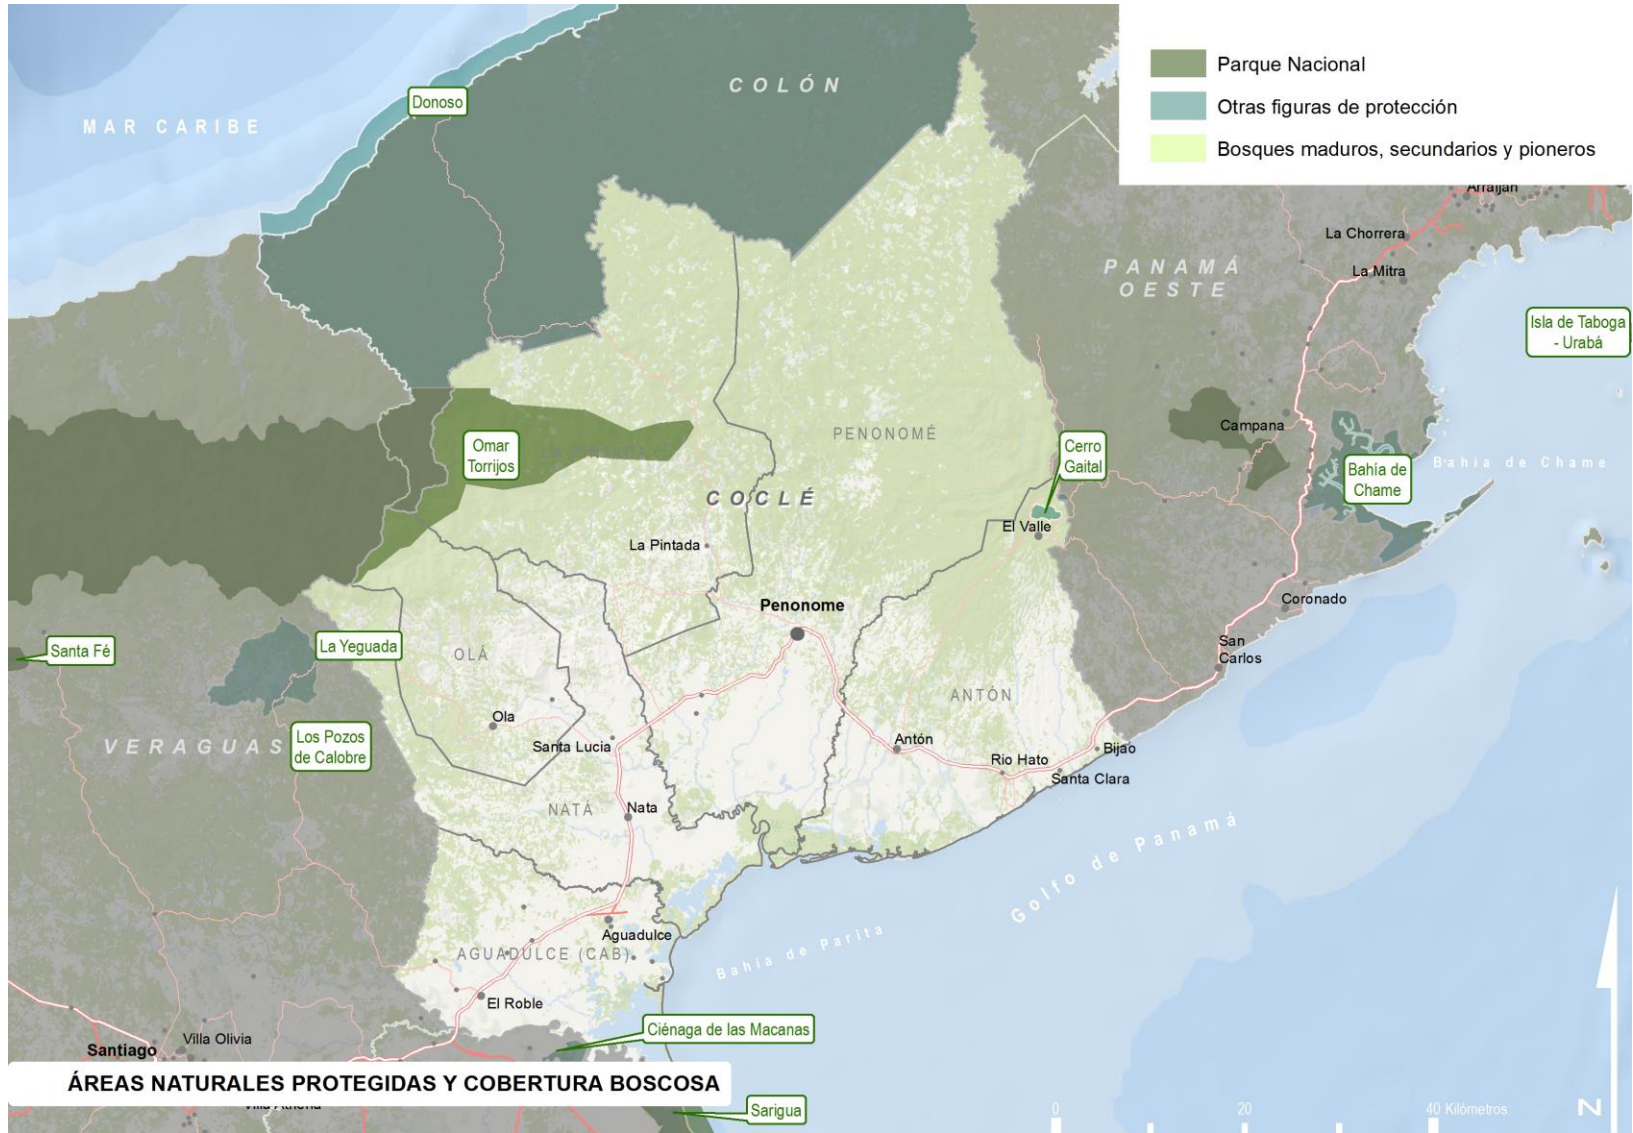 Parque Nacional
Otras figuras de protección
Bosques maduros, secundarios y pioneros
COLÓN
Donoso
MAR CARIBE
Arraiján
La Chorrera
La Mitra
PANAMÁ
OESTE
Isla de Taboga
- Urabá
Omar
Torrijos
PENONOMÉ
Cerro
Gaital
Campana
Bahía de
Chame
Bahía de Chame
COCLÉ
El Valle
La Pintada
Penonome
Coronado
Santa Fé
La Yeguada
OLÁ
San
Carlos
ANTÓN
Ola
VERAGUAS
Los Pozos
de Calobre
Santa Lucia
Antón
Bijao
Rio Hato
Santa Clara
NATÁ
Nata
Golfo de Panamá
Aguadulce
AGUADULCE (CAB)
Bahía de Parita
El Roble
Ciénaga de las Macanas
Villa Olivia
Santiago
ÁREAS NATURALES PROTEGIDAS Y COBERTURA BOSCOSA
Sarigua
0 20 40 Kilómetros
N